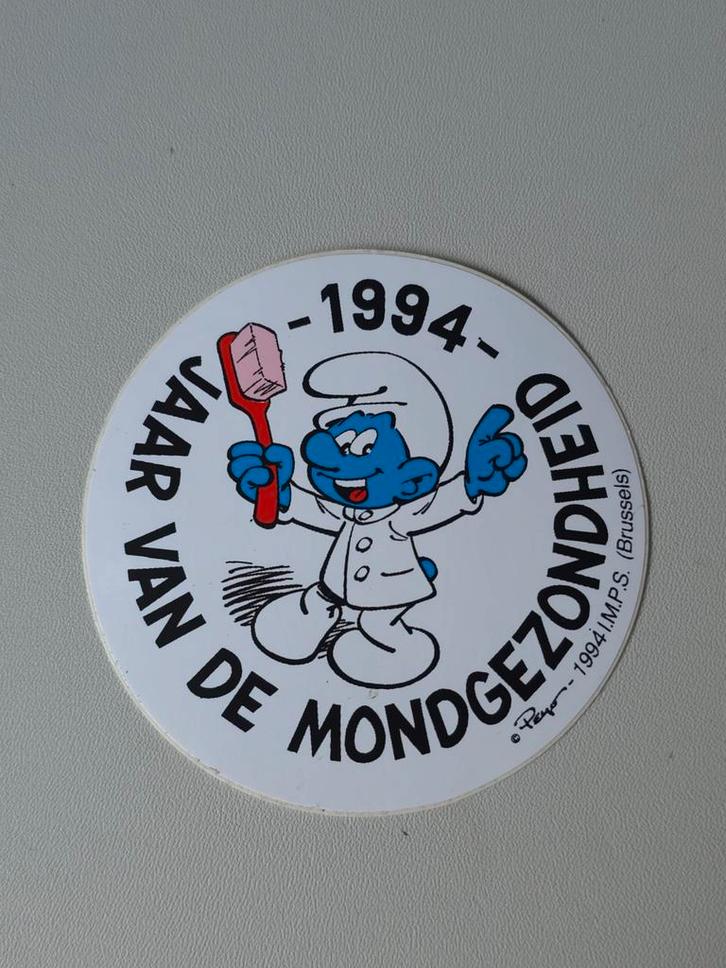 -1994-
JAAR VAN DE MONDGEZONDHEID
© Peyo - 1994 I.M.P.S. (Brussels)